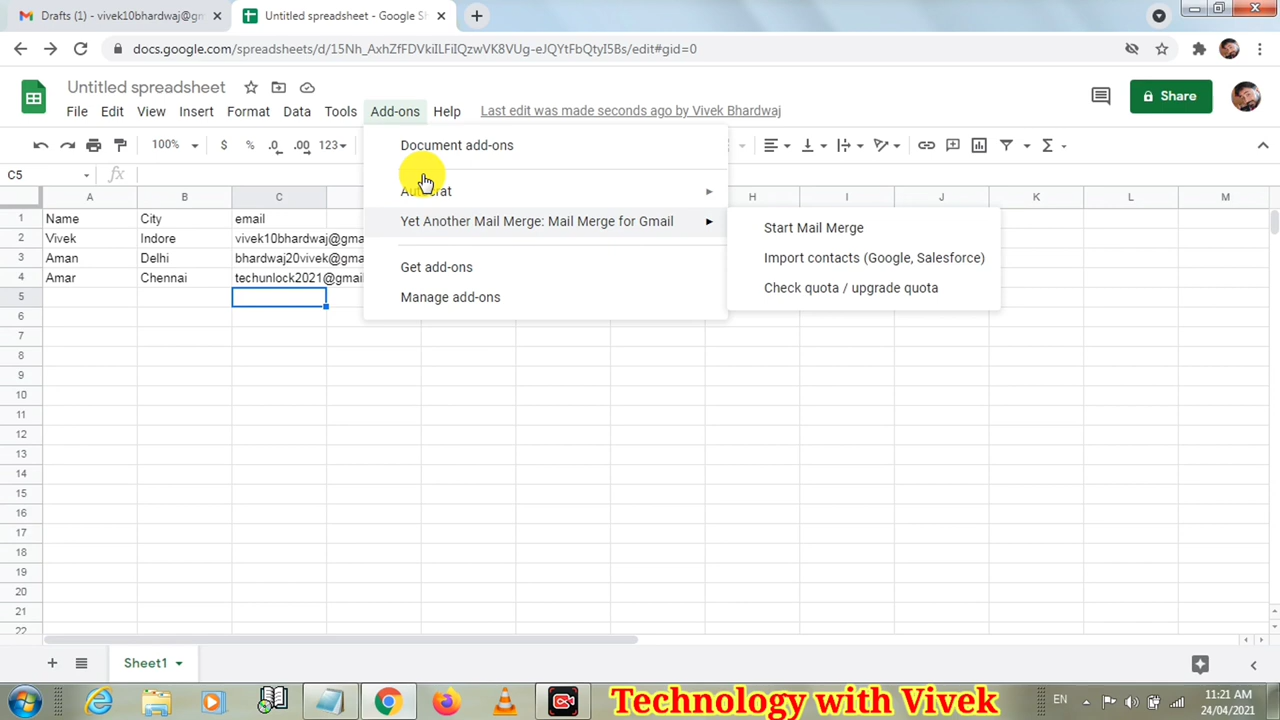 Drafts (1) - vivek10bhardwaj@gm
Untitled spreadsheet - Google Sh
docs.google.com/spreadsheets/d/15Nh_AxhZfFDVkiILFiIQzwVK8VUg-eJQYtFbQtyI5Bs/edit#gid=0
Untitled spreadsheet
File Edit View Insert Format Data Tools Add-ons Help Last edit was made seconds ago by Vivek Bhardwaj
Share
100% $ % .0 .00 123
Document add-ons
C5 fx
A B C H I J K L M
1 Name City email
2 Vivek Indore vivek10bhardwaj@gma
3 Aman Delhi bhardwaj20vivek@gma
4 Amar Chennai techunlock2021@gmail
Yet Another Mail Merge: Mail Merge for Gmail
Start Mail Merge
Import contacts (Google, Salesforce)
Check quota / upgrade quota
Get add-ons
Manage add-ons
5
6
7
8
9
10
11
12
13
14
15
16
17
18
19
20
21
22
Sheet1
Technology with Vivek
EN
11:21 AM
24/04/2021